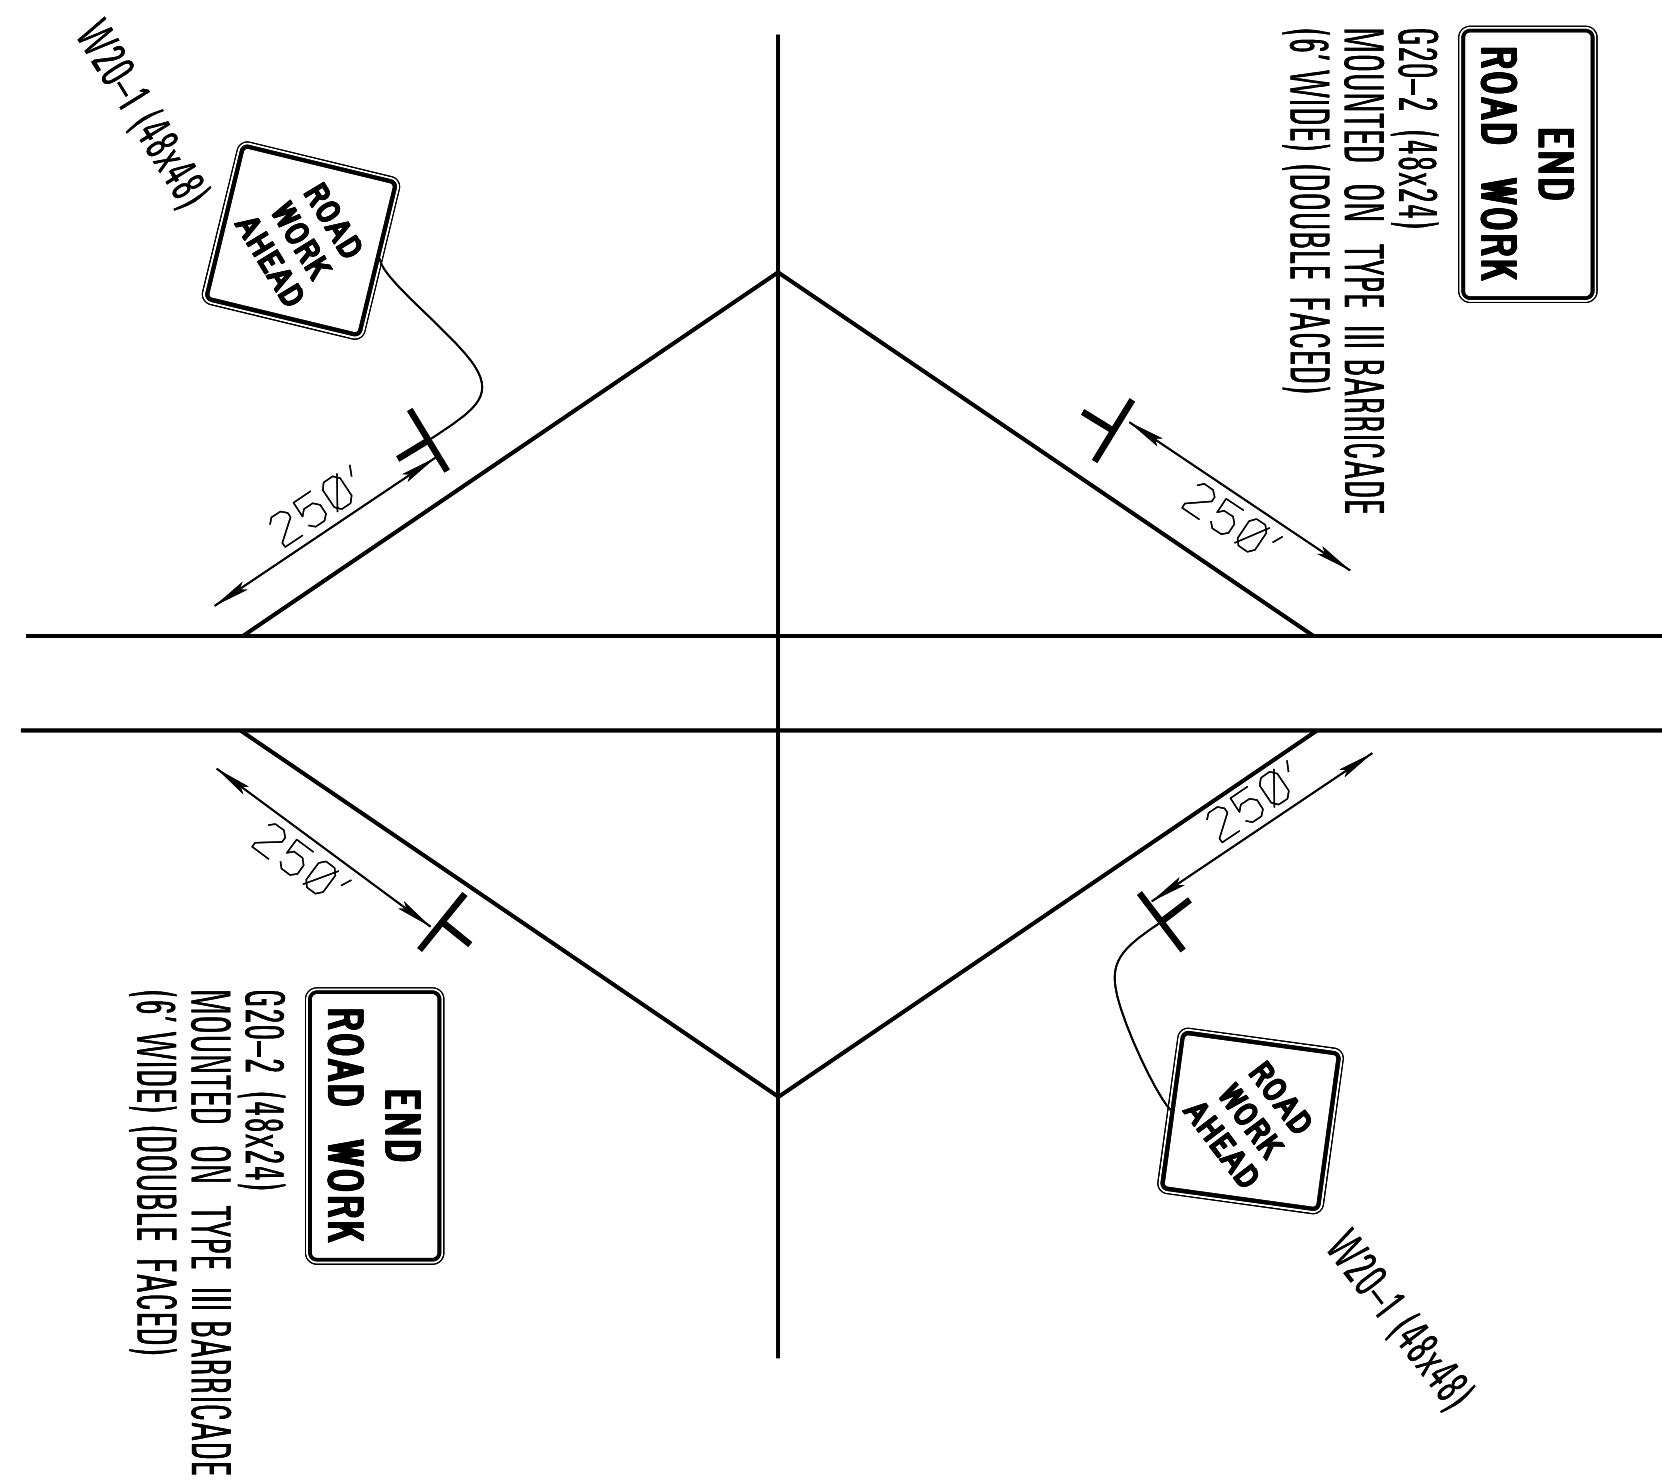 W20-1 (48x48)
ROAD
WORK
AHEAD
250'
END
ROAD WORK
G20-2 (48x24)
MOUNTED ON TYPE III BARRICADE
(6' WIDE) (DOUBLE FACED)
250'
250'
END
ROAD WORK
G20-2 (48x24)
MOUNTED ON TYPE III BARRICADE
(6' WIDE) (DOUBLE FACED)
250'
ROAD
WORK
AHEAD
W20-1 (48x48)